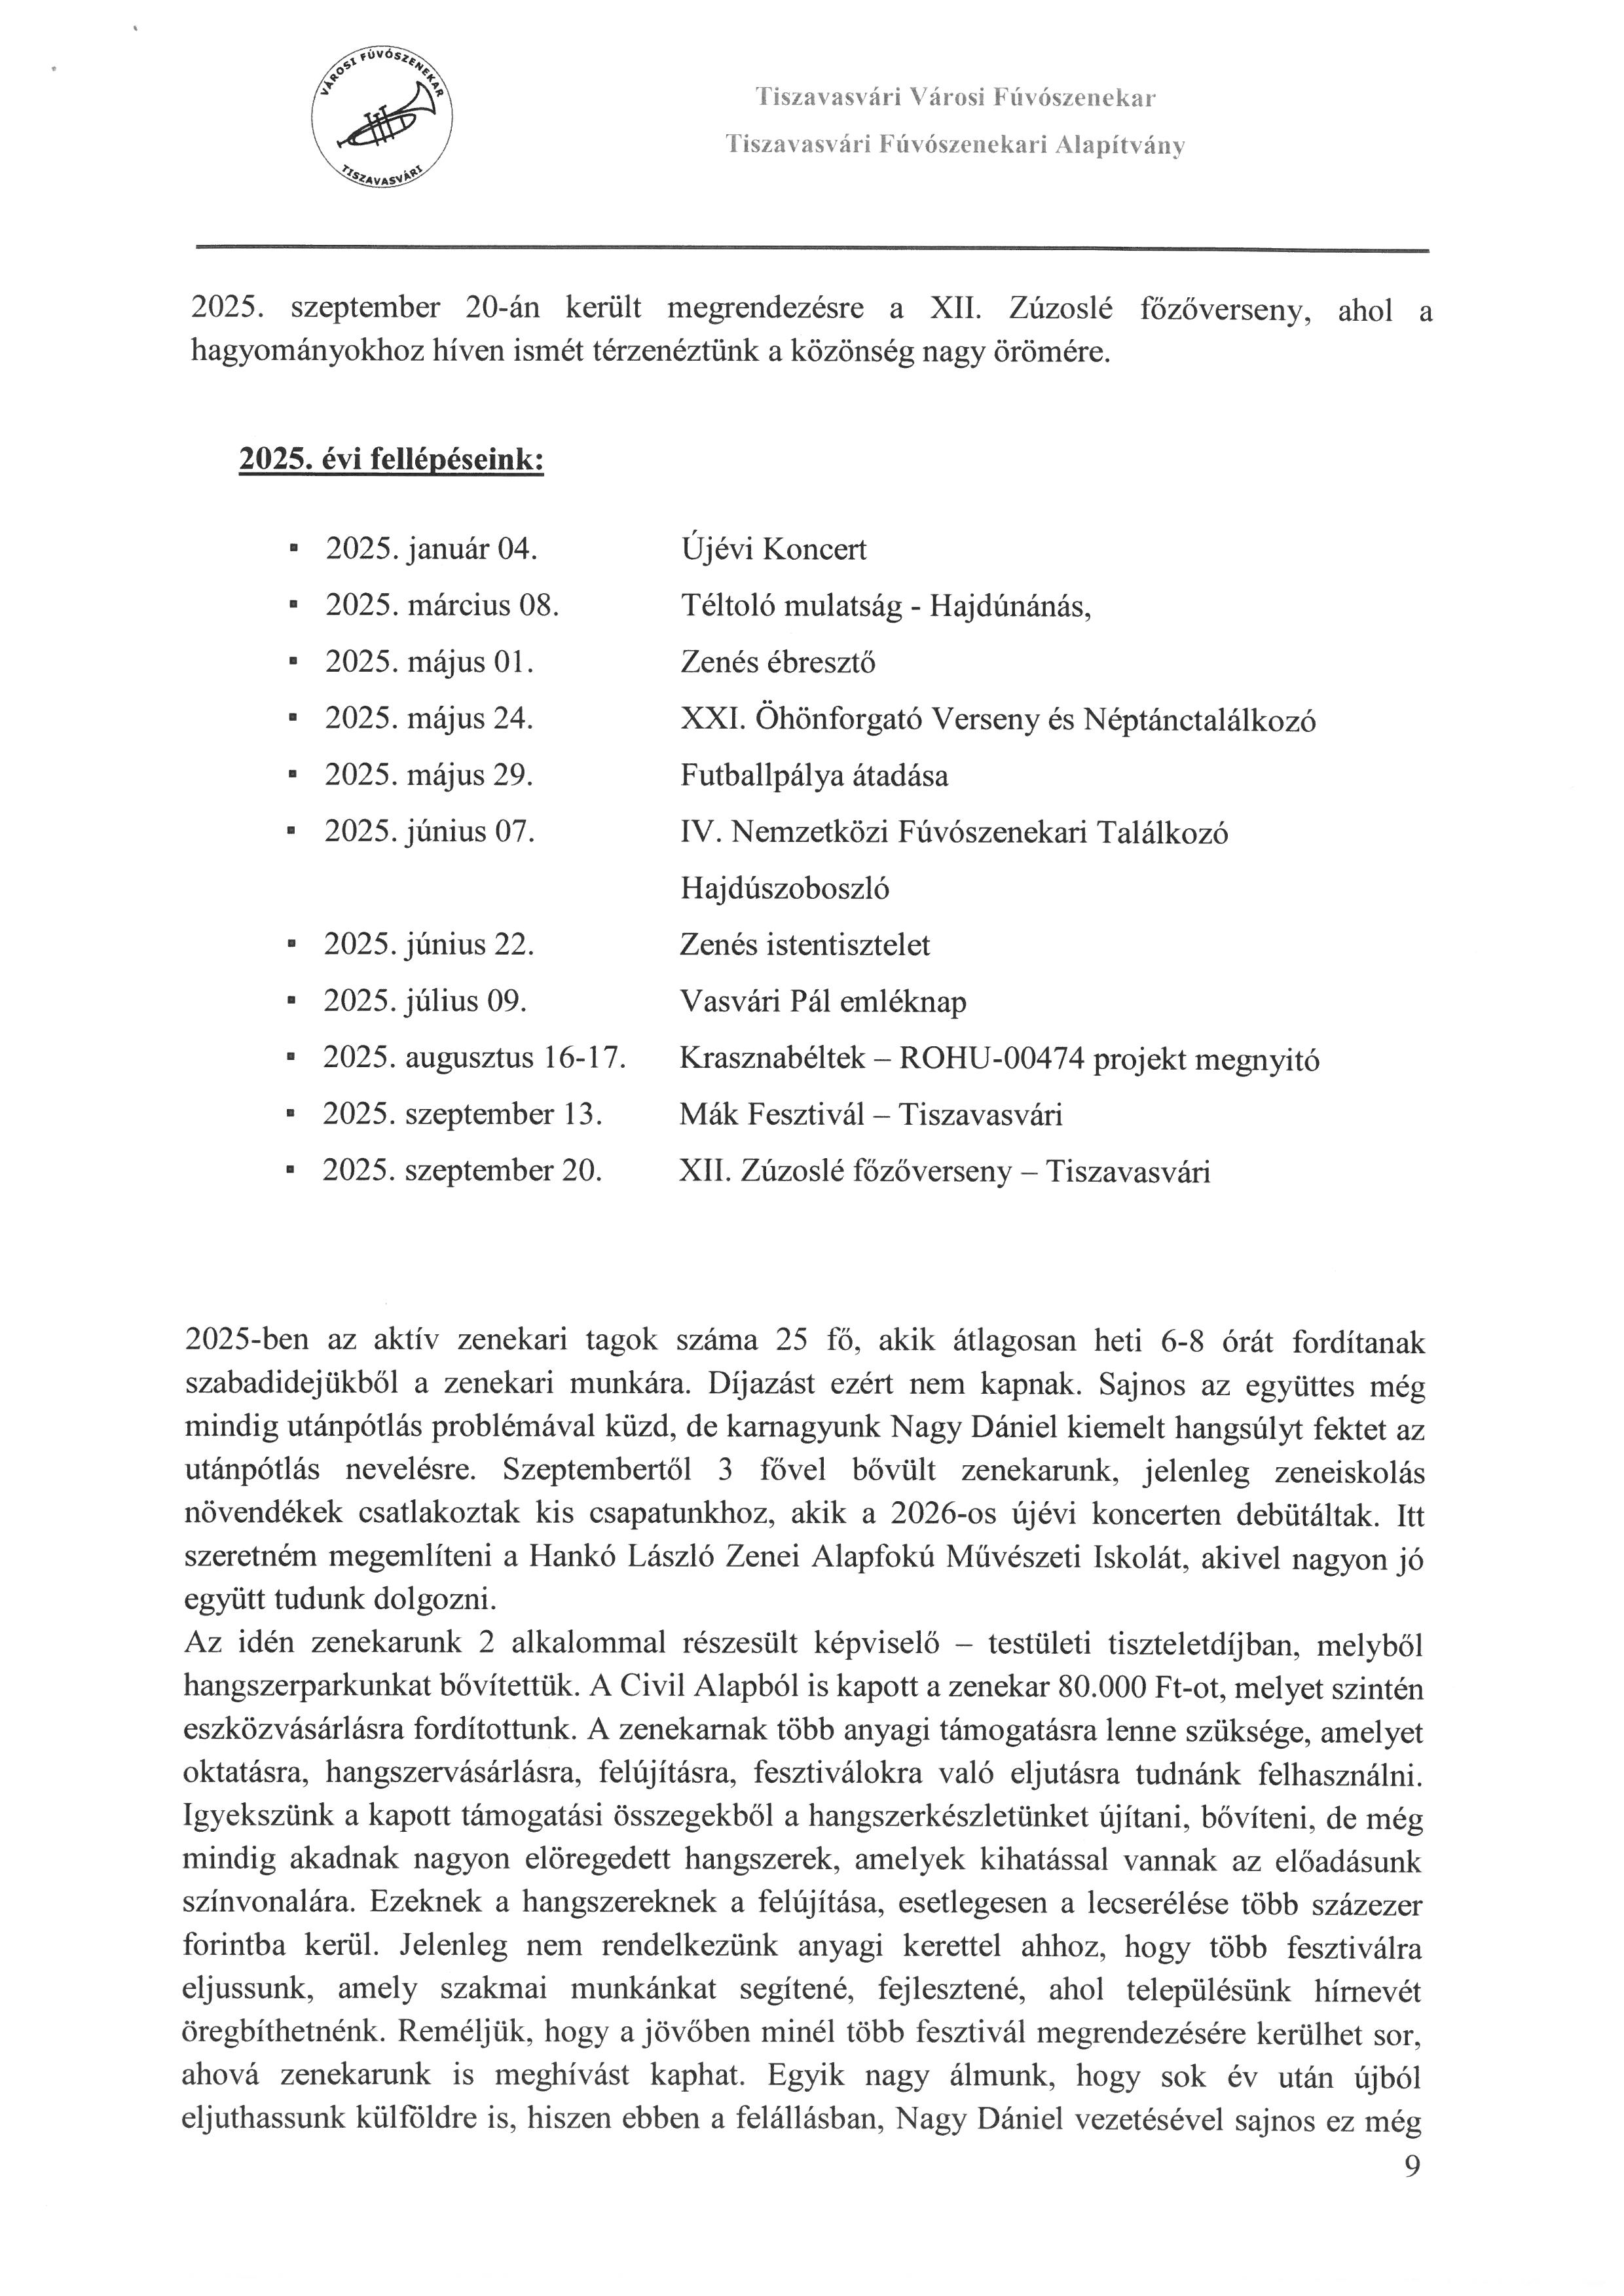 VÁROSI FÚVÓSZENEKAR
TISZAVASVÁRI
Tiszavasvári Városi Fúvószenekar
Tiszavasvári Fúvószenekari Alapítvány
2025. szeptember 20-án került megrendezésre a XII. Zúzoslé főzőverseny, ahol a
hagyományokhoz híven ismét térzenéztünk a közönség nagy örömére.
2025. évi fellépéseink:
▪ 2025. január 04. Újévi Koncert
▪ 2025. március 08. Téltoló mulatság - Hajdúnánás,
▪ 2025. május 01. Zenés ébresztő
▪ 2025. május 24. XXI. Öhönforgató Verseny és Néptánctalálkozó
▪ 2025. május 29. Futballpálya átadása
▪ 2025. június 07. IV. Nemzetközi Fúvószenekari Találkozó
Hajdúszoboszló
▪ 2025. június 22. Zenés istentisztelet
▪ 2025. július 09. Vasvári Pál emléknap
▪ 2025. augusztus 16-17. Krasznabéltek – ROHU-00474 projekt megnyitó
▪ 2025. szeptember 13. Mák Fesztivál – Tiszavasvári
▪ 2025. szeptember 20. XII. Zúzoslé főzőverseny – Tiszavasvári
2025-ben az aktív zenekari tagok száma 25 fő, akik átlagosan heti 6-8 órát fordítanak
szabadidejükből a zenekari munkára. Díjazást ezért nem kapnak. Sajnos az együttes még
mindig utánpótlás problémával küzd, de karnagyunk Nagy Dániel kiemelt hangsúlyt fektet az
utánpótlás nevelésre. Szeptembertől 3 fővel bővült zenekarunk, jelenleg zeneiskolás
növendékek csatlakoztak kis csapatunkhoz, akik a 2026-os újévi koncerten debütáltak. Itt
szeretném megemlíteni a Hankó László Zenei Alapfokú Művészeti Iskolát, akivel nagyon jó
együtt tudunk dolgozni.
Az idén zenekarunk 2 alkalommal részesült képviselő – testületi tiszteletdíjban, melyből
hangszerparkunkat bővítettük. A Civil Alapból is kapott a zenekar 80.000 Ft-ot, melyet szintén
eszközvásárlásra fordítottunk. A zenekarnak több anyagi támogatásra lenne szüksége, amelyet
oktatásra, hangszervásárlásra, felújításra, fesztiválokra való eljutásra tudnánk felhasználni.
Igyekszünk a kapott támogatási összegekből a hangszerkészletünket újítani, bővíteni, de még
mindig akadnak nagyon elöregedett hangszerek, amelyek kihatással vannak az előadásunk
színvonalára. Ezeknek a hangszereknek a felújítása, esetlegesen a lecserélése több százezer
forintba kerül. Jelenleg nem rendelkezünk anyagi kerettel ahhoz, hogy több fesztiválra
eljussunk, amely szakmai munkánkat segítené, fejlesztené, ahol településünk hírnevét
öregbíthetnénk. Reméljük, hogy a jövőben minél több fesztivál megrendezésére kerülhet sor,
ahová zenekarunk is meghívást kaphat. Egyik nagy álmunk, hogy sok év után újból
eljuthassunk külföldre is, hiszen ebben a felállásban, Nagy Dániel vezetésével sajnos ez még
9